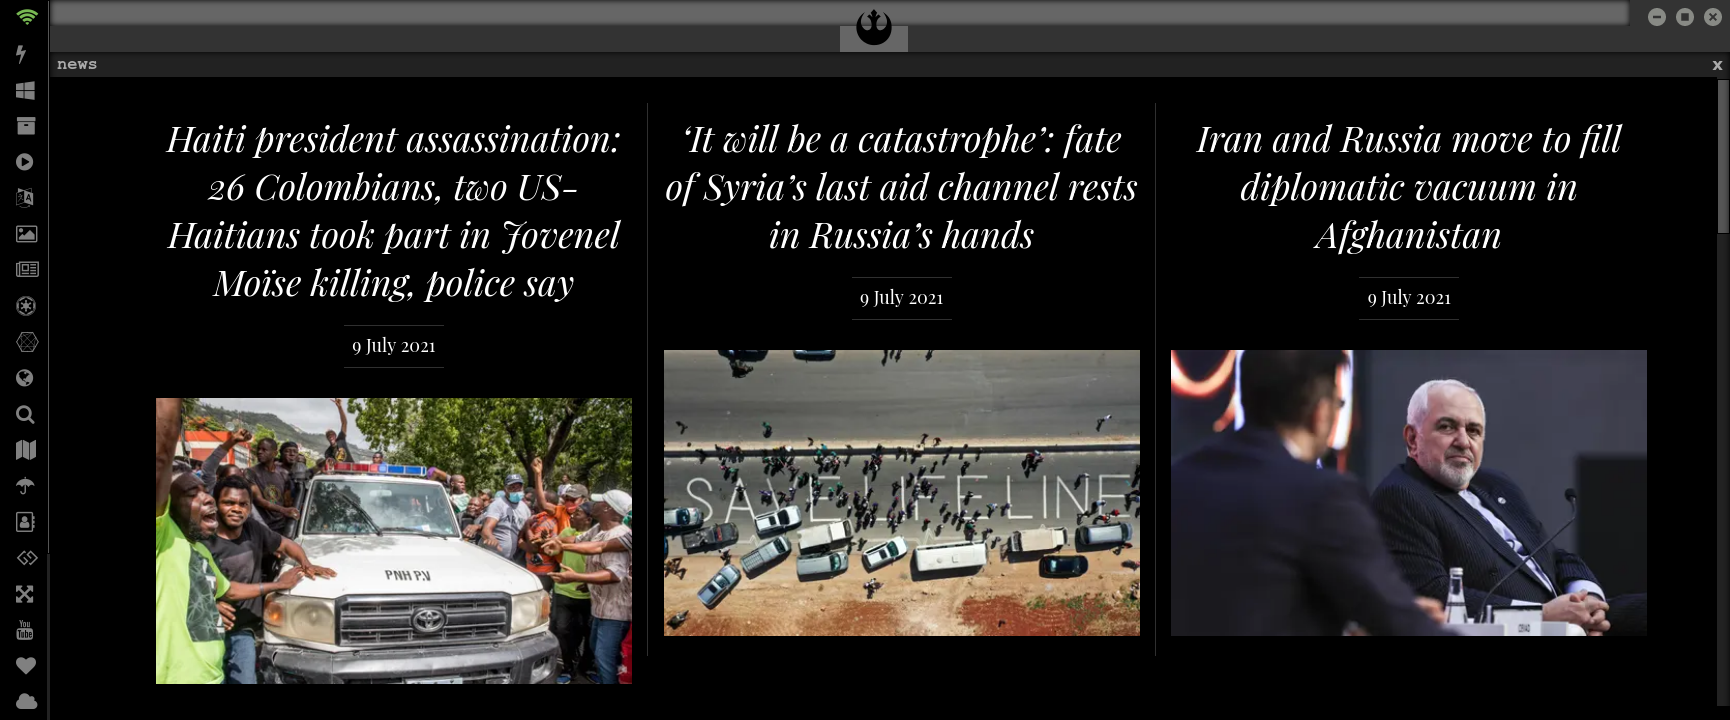 news
x
Haiti president assassination:
26 Colombians, two US-
Haitians took part in Jovenel
Moïse killing, police say
9 July 2021
PNH P.V
‘It will be a catastrophe’: fate
of Syria’s last aid channel rests
in Russia’s hands
9 July 2021
SAVE LIFE LINE
Iran and Russia move to fill
diplomatic vacuum in
Afghanistan
9 July 2021
You
Tube